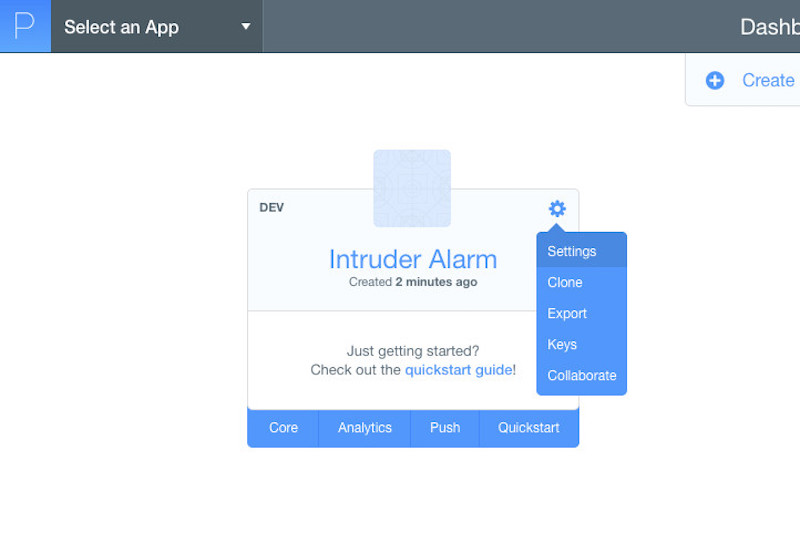 P
Select an App
Dashb
Create
DEV
Intruder Alarm
Created 2 minutes ago
Settings
Clone
Export
Keys
Collaborate
Just getting started?
Check out the quickstart guide!
Core
Analytics
Push
Quickstart